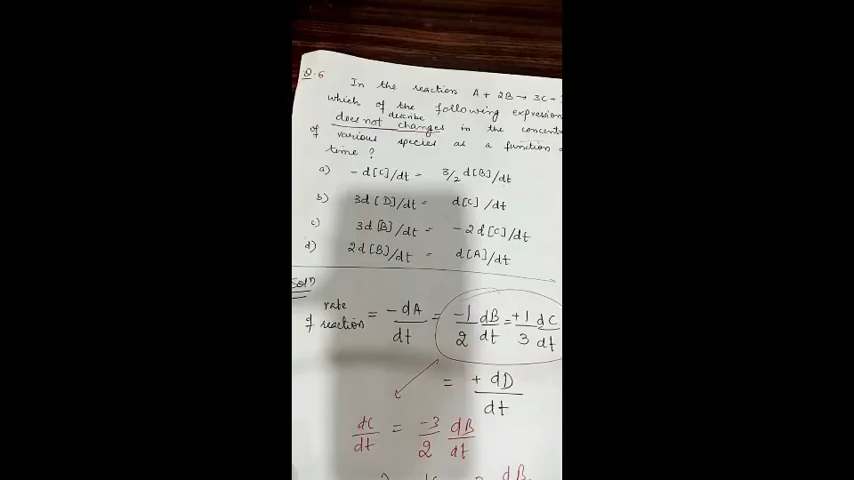 Q.6 In the reaction A + 2B → 3C -
which of the following expression
does not describe changes in the concent
of various species as a function
time ?
a) - d[C]/dt = 3/2 d[B]/dt
b) 3d[D]/dt = d[C]/dt
c) 3d[B]/dt = -2d[C]/dt
d) 2d[B]/dt = d[A]/dt
Solⁿ
rate of reaction = -dA/dt = -1/2 dB/dt = +1/3 dC/dt
= + dD/dt
dC/dt = -3/2 dB/dt
dB